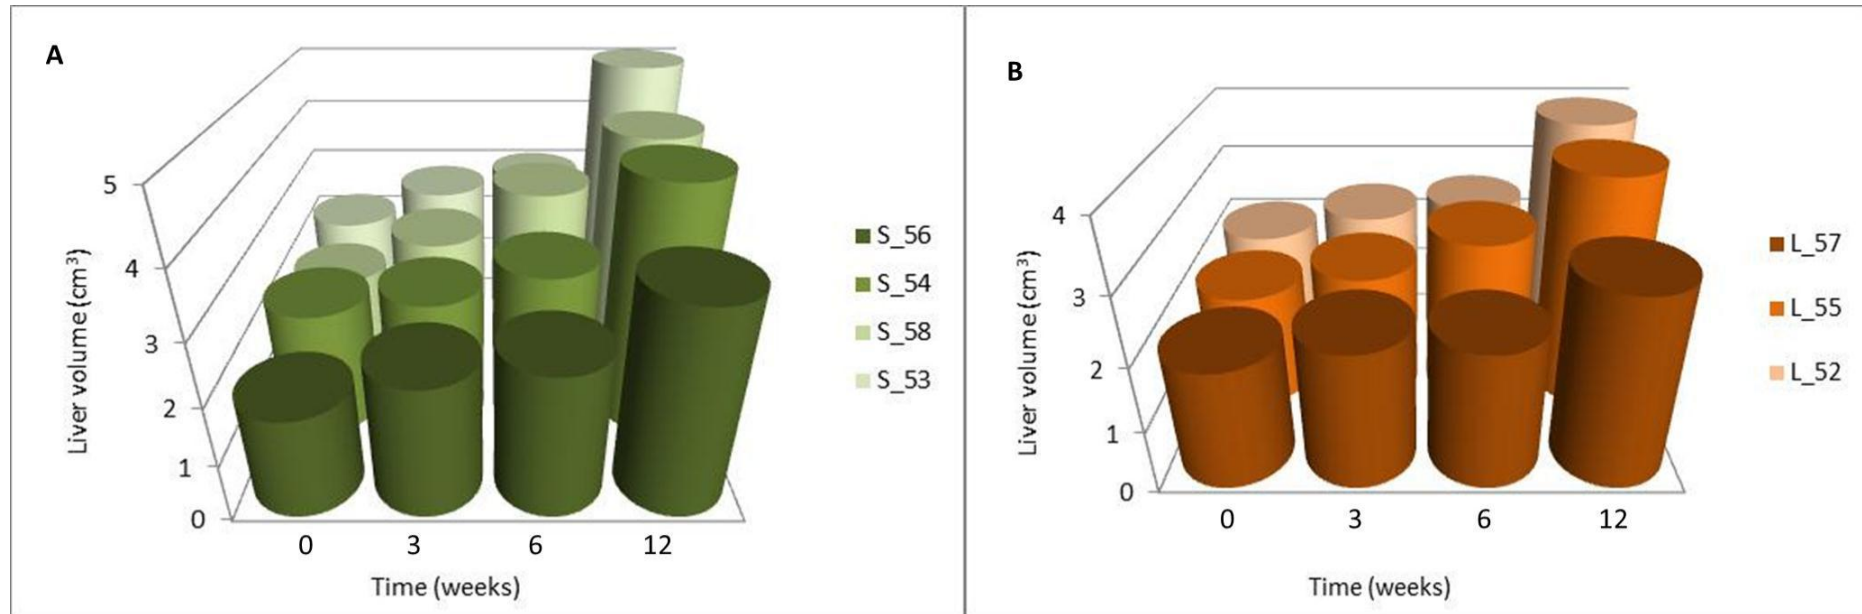 A
5
4
3
2
1
0
Liver volume (cm³)
0 3 6 12
Time (weeks)
S_56
S_54
S_58
S_53
B
4
3
2
1
0
Liver volume (cm³)
0 3 6 12
Time (weeks)
L_57
L_55
L_52